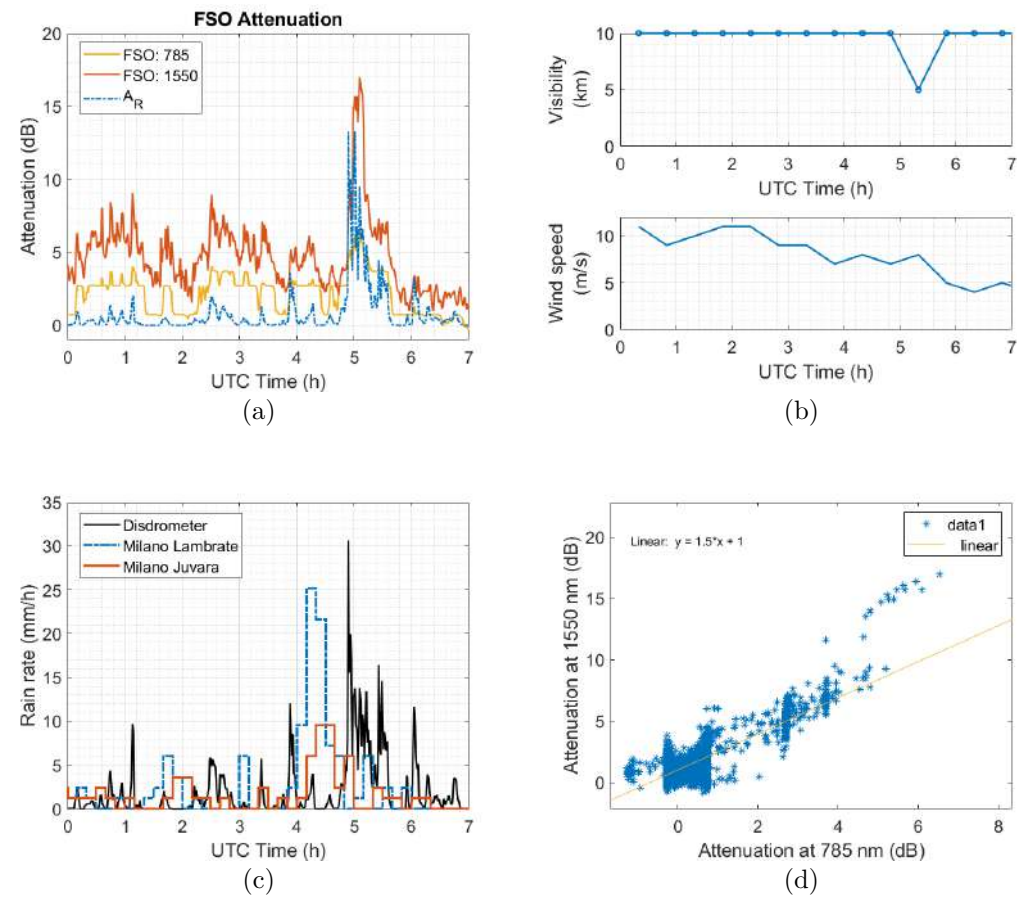 FSO Attenuation
20
15
10
5
0
Attenuation (dB)
FSO: 785
FSO: 1550
A_R
0 1 2 3 4 5 6 7
UTC Time (h)
(a)
10
5
0
Visibility
(km)
0 1 2 3 4 5 6 7
UTC Time (h)
10
5
0
Wind speed
(m/s)
0 1 2 3 4 5 6 7
UTC Time (h)
(b)
35
30
25
20
15
10
5
0
Rain rate (mm/h)
Disdrometer
Milano Lambrate
Milano Juvara
0 1 2 3 4 5 6 7
UTC Time (h)
(c)
20
15
10
5
0
Attenuation at 1550 nm (dB)
Linear: y = 1.5*x + 1
data1
linear
0 2 4 6 8
Attenuation at 785 nm (dB)
(d)